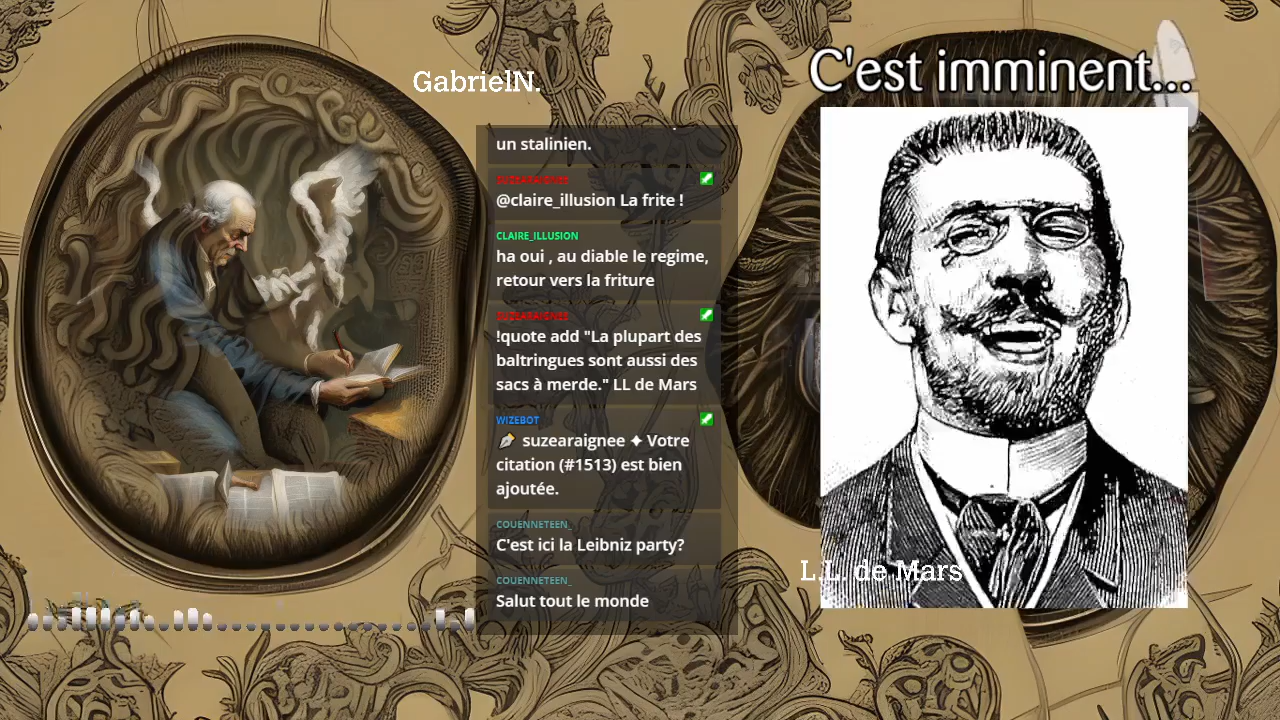 GabrielN.
C'est imminent...
un stalinien.
SUZEARAIGNEE
@claire_illusion La frite !
CLAIRE_ILLUSION
ha oui , au diable le regime,
retour vers la friture
SUZEARAIGNEE
!quote add "La plupart des
baltringues sont aussi des
sacs à merde." LL de Mars
WIZEBOT
suzearaignee ✦ Votre
citation (#1513) est bien
ajoutée.
COUENNETEEN_
C'est ici la Leibniz party?
COUENNETEEN_
Salut tout le monde
L.L. de Mars